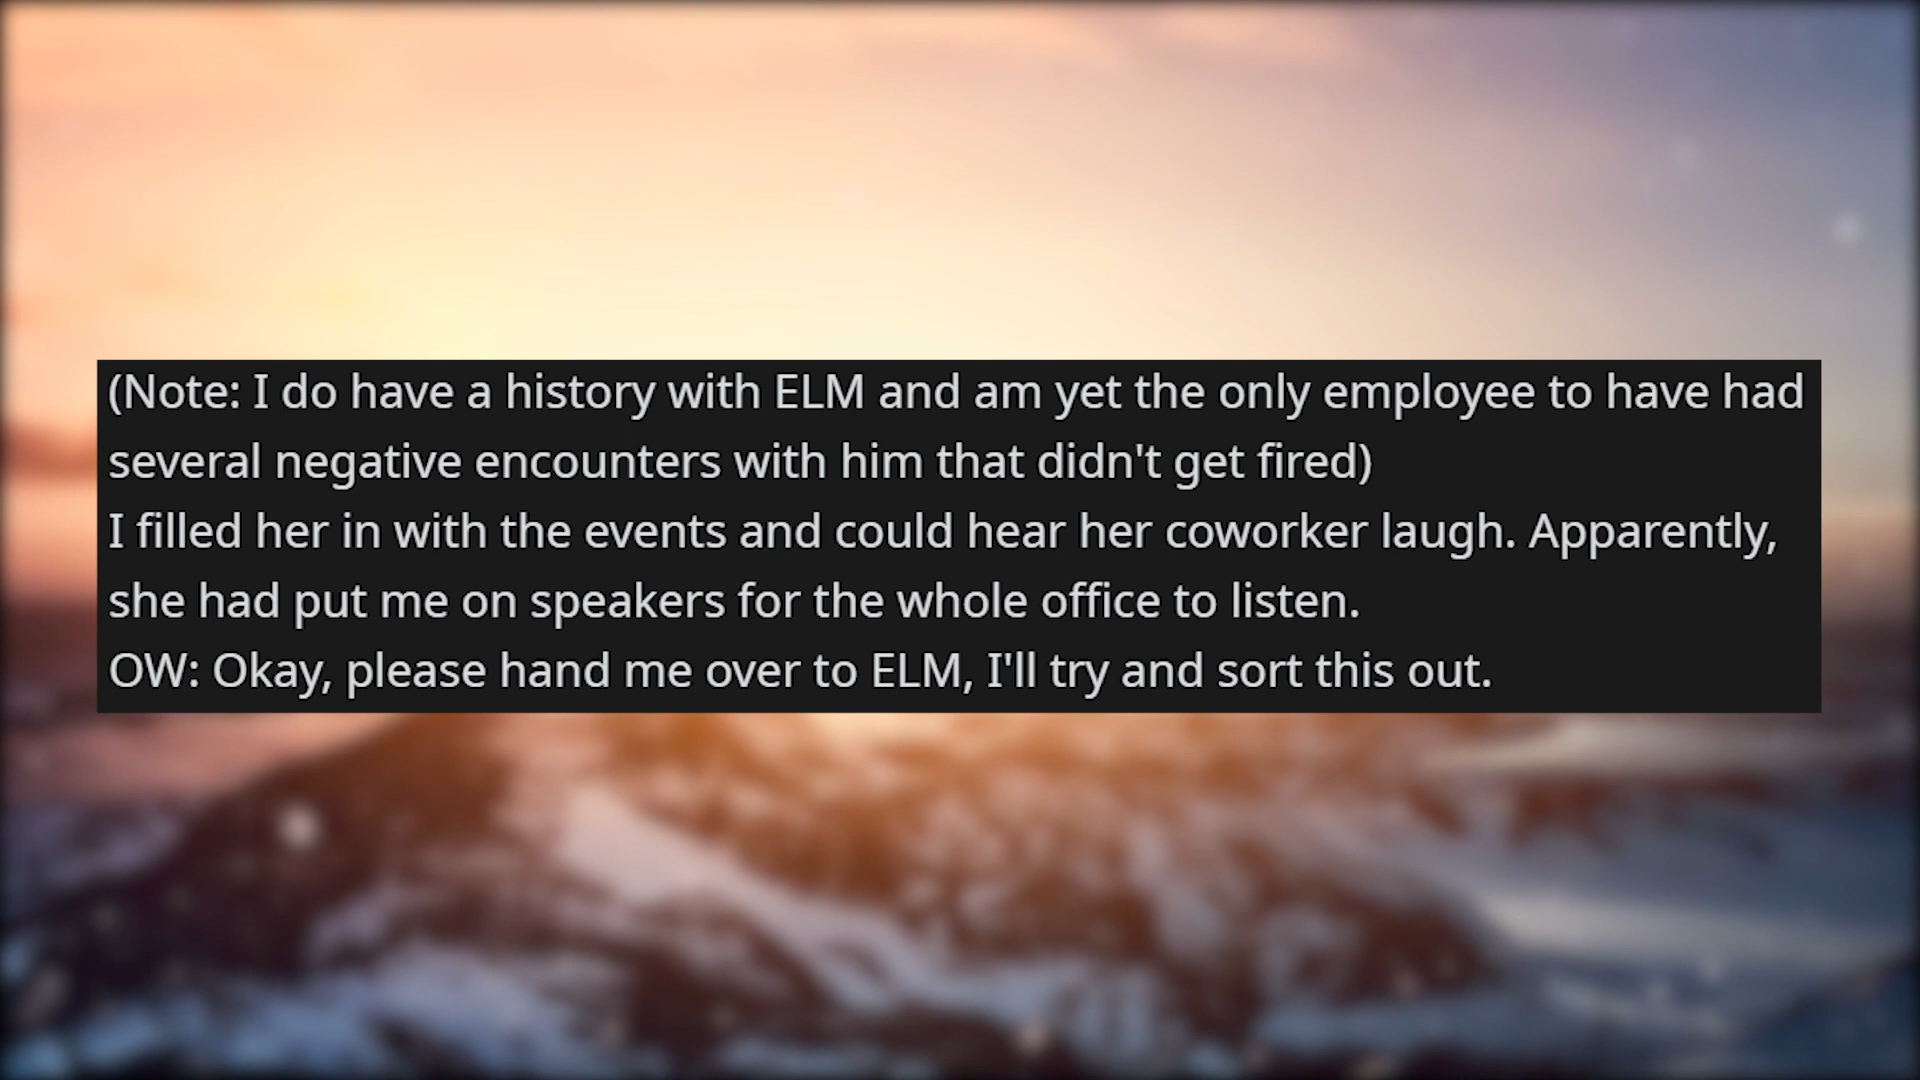 (Note: I do have a history with ELM and am yet the only employee to have had
several negative encounters with him that didn't get fired)
I filled her in with the events and could hear her coworker laugh. Apparently,
she had put me on speakers for the whole office to listen.
OW: Okay, please hand me over to ELM, I'll try and sort this out.